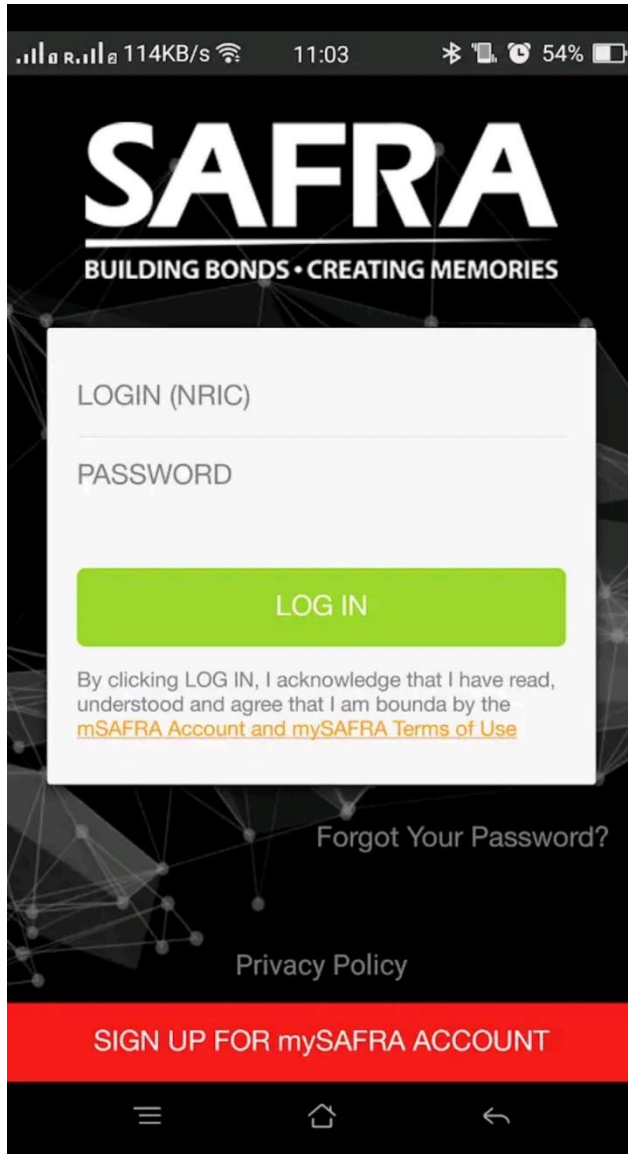 114KB/s 11:03 54%
SAFRA
BUILDING BONDS • CREATING MEMORIES
LOGIN (NRIC)
PASSWORD
LOG IN
By clicking LOG IN, I acknowledge that I have read,
understood and agree that I am bounda by the
mSAFRA Account and mySAFRA Terms of Use
Forgot Your Password?
Privacy Policy
SIGN UP FOR mySAFRA ACCOUNT